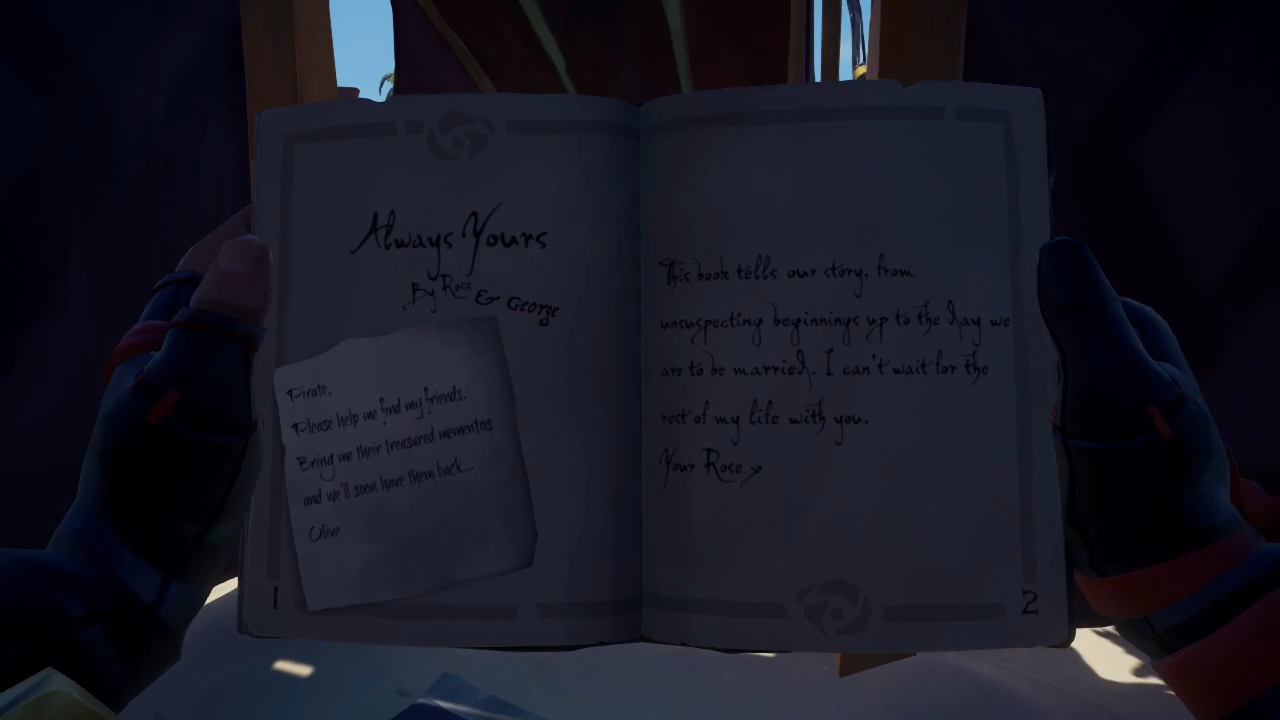 Always Yours
By Rose & George
Pirate,
Please help me find my friends.
Bring me their treasured mementos
and we'll soon have them back...
Olive
1
This book tells our story, from
unsuspecting beginnings up to the day we
are to be married. I can't wait for the
rest of my life with you.
Your Rose
2